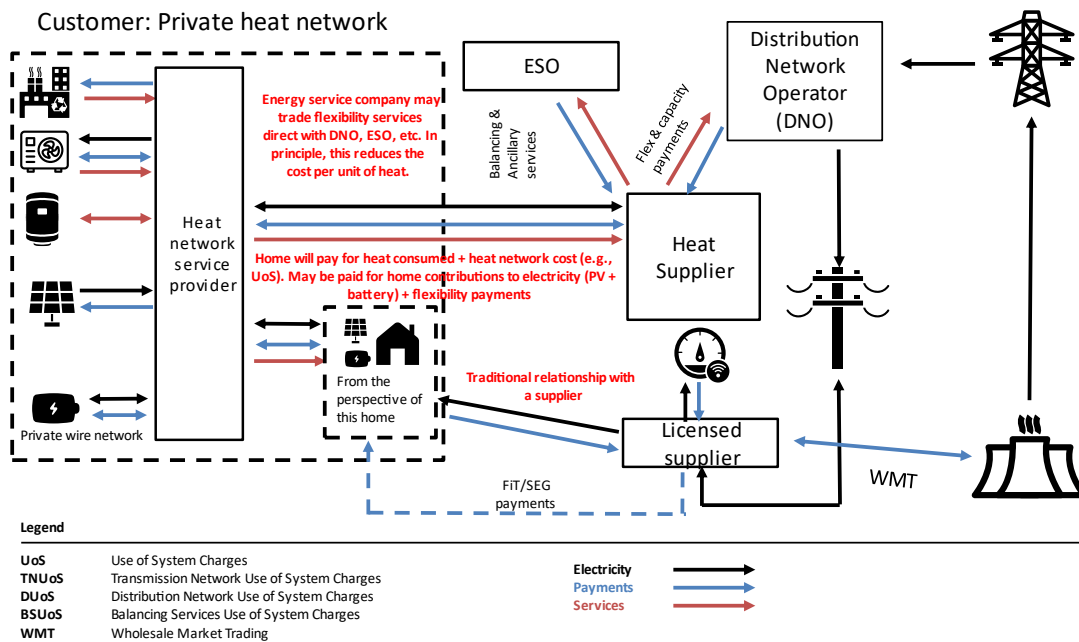 Customer: Private heat network
ESO
Distribution
Network
Operator
(DNO)
Energy service company may
trade flexibility services
direct with DNO, ESO, etc. In
principle, this reduces the
cost per unit of heat.
Balancing &
Ancillary
services
Flex & capacity
payments
Heat
network
service
provider
Heat
Supplier
Home will pay for heat consumed + heat network cost (e.g.,
UoS). May be paid for home contributions to electricity (PV +
battery) + flexibility payments
From the
perspective of
this home
Traditional relationship with
a supplier
Private wire network
Licensed
supplier
WMT
FiT/SEG
payments
Legend
UoS Use of System Charges
TNUoS Transmission Network Use of System Charges
DUoS Distribution Network Use of System Charges
BSUoS Balancing Services Use of System Charges
WMT Wholesale Market Trading
Electricity
Payments
Services